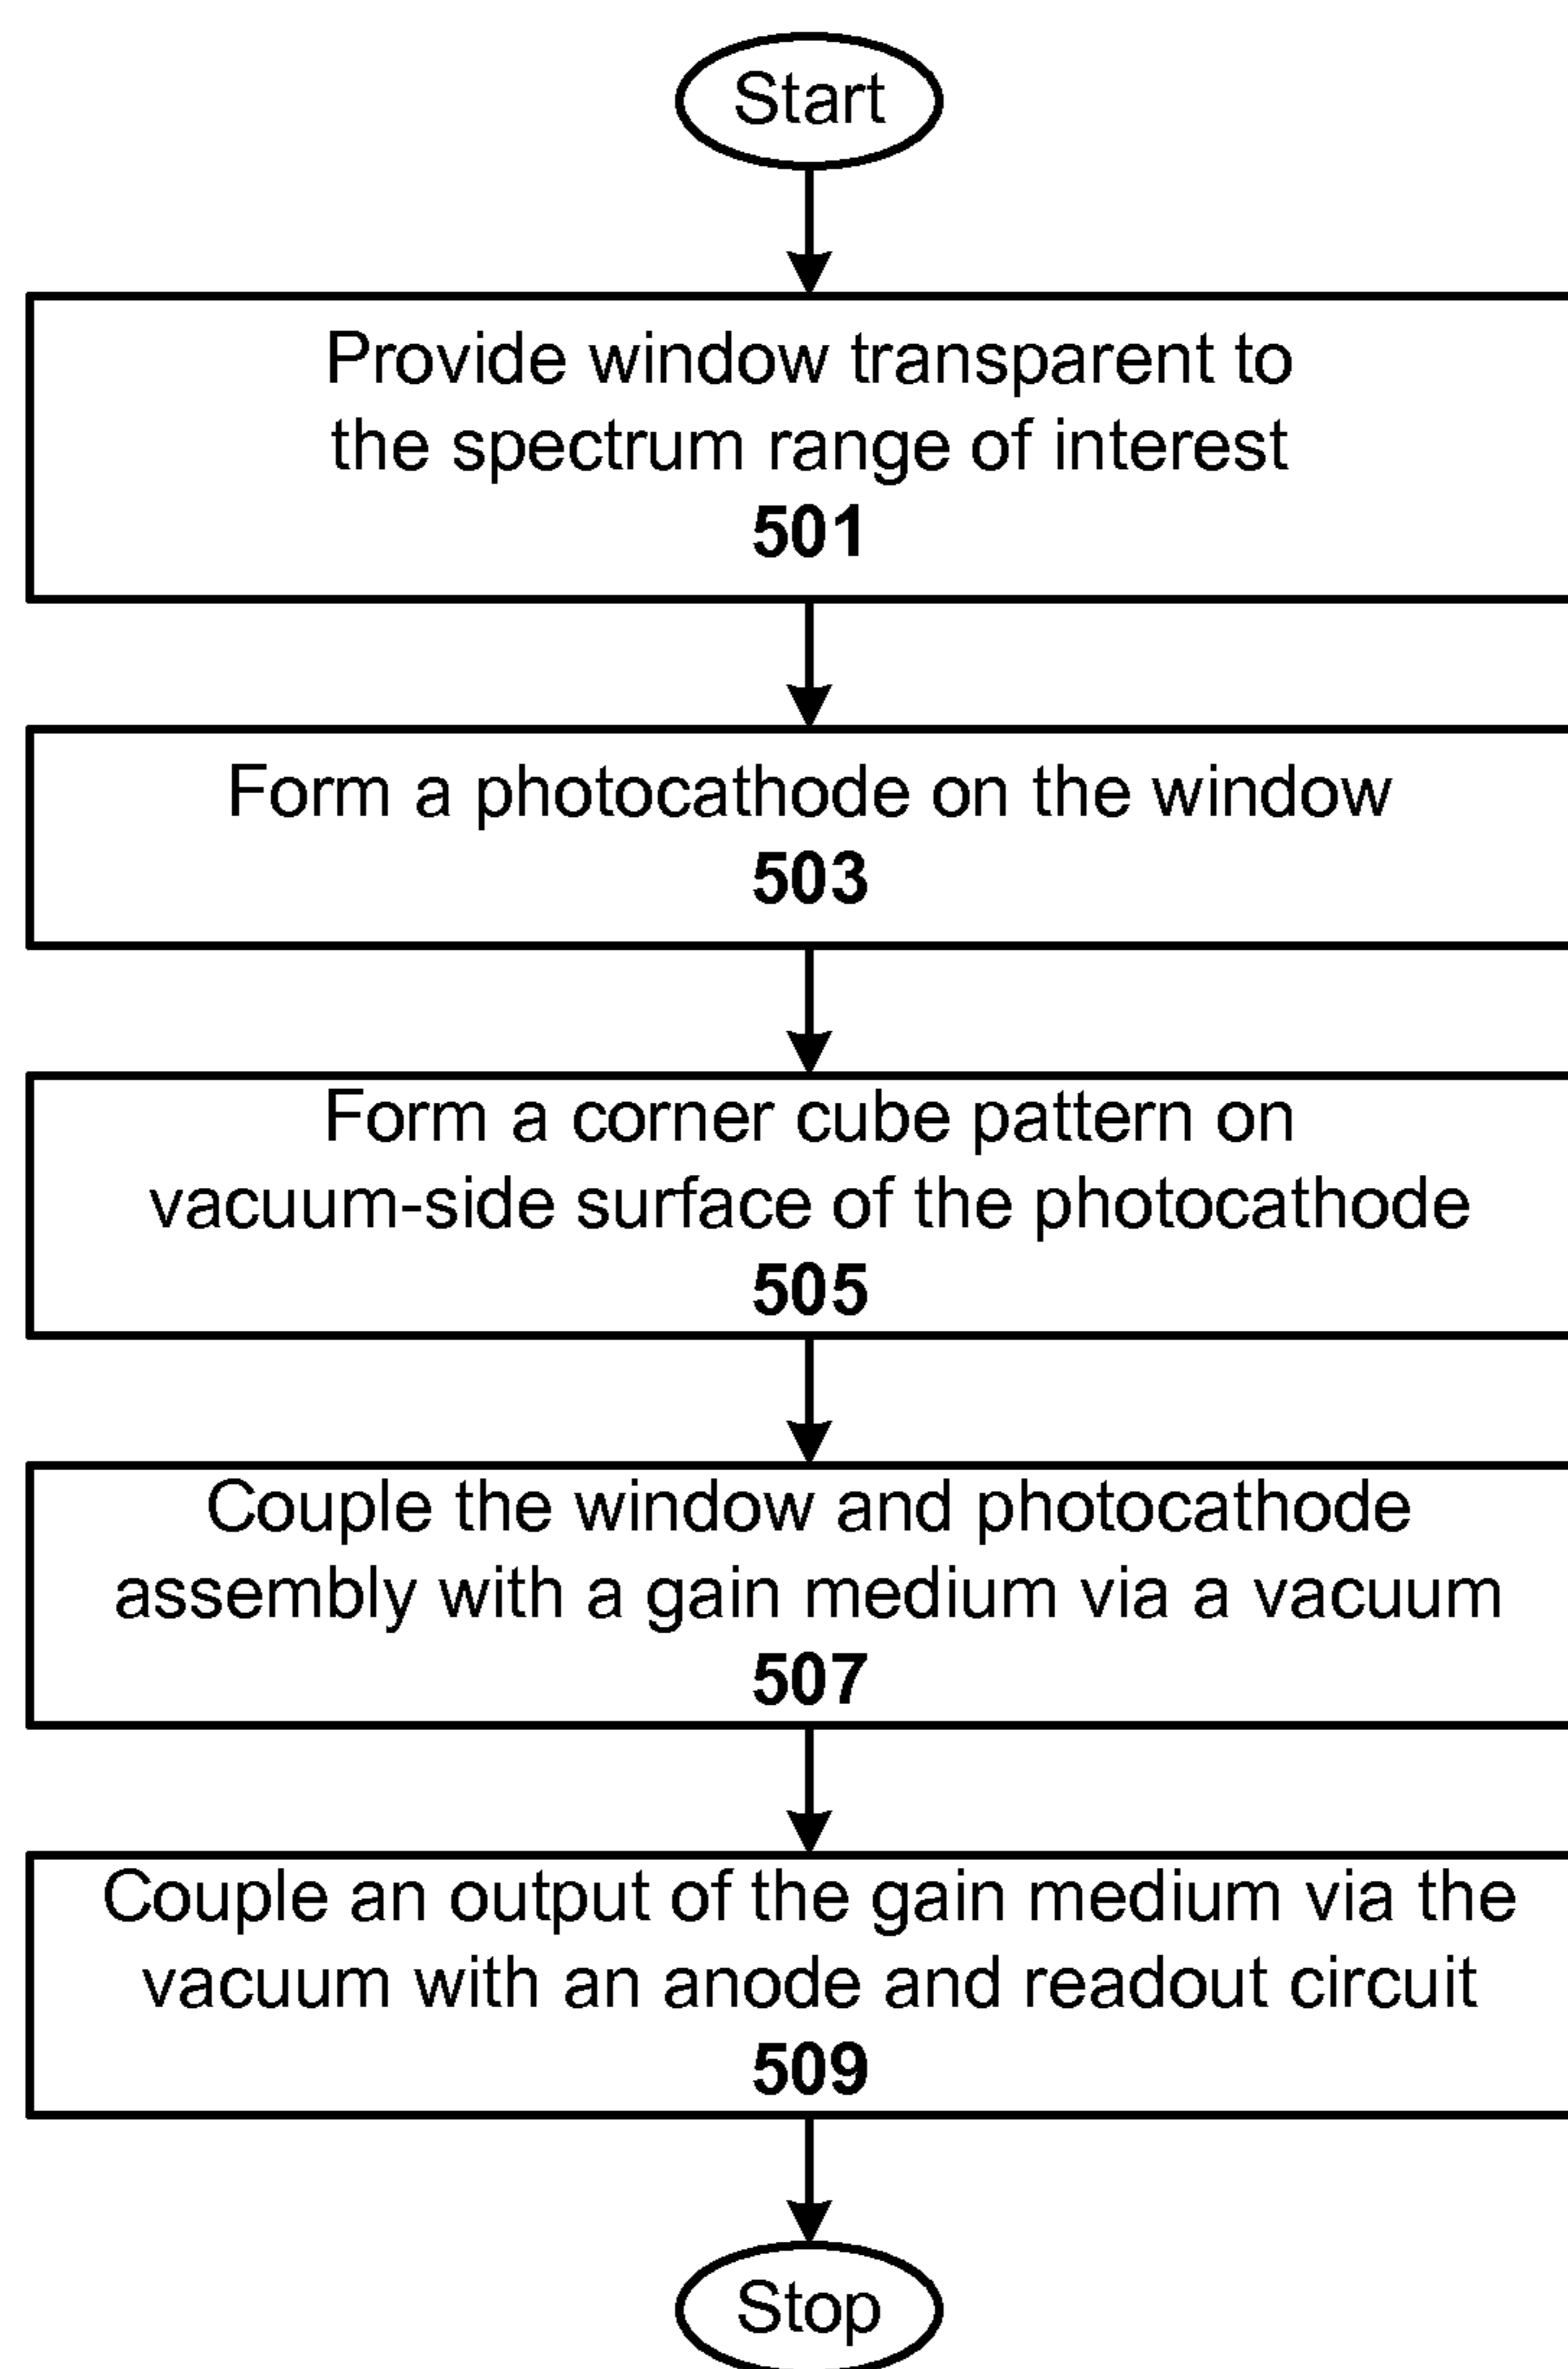 Start
Provide window transparent to
the spectrum range of interest
501
Form a photocathode on the window
503
Form a corner cube pattern on
vacuum-side surface of the photocathode
505
Couple the window and photocathode
assembly with a gain medium via a vacuum
507
Couple an output of the gain medium via the
vacuum with an anode and readout circuit
509
Stop